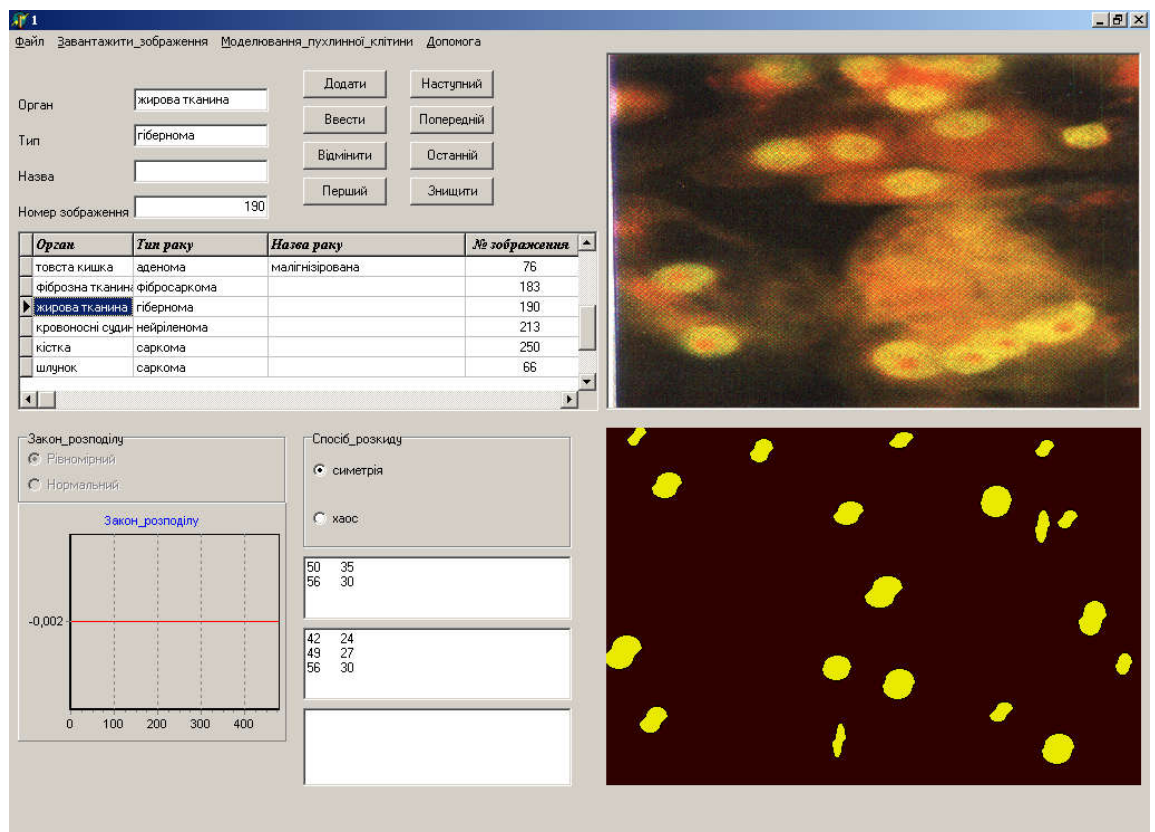 1
Файл Завантажити_зображення Моделювання_пухлинної_клітини Допомога
Орган жирова тканина
Тип гібернома
Назва
Номер зображення 190
Додати Наступний
Ввести Попередній
Відмінити Останній
Перший Знищити
Орган Тип раку Назва раку № зображення
товста кишка аденома малігнізірована 76
фіброзна тканина фібросаркома 183
жирова тканина гібернома 190
кровоносні судин нейріленома 213
кістка саркома 250
шлунок саркома 66
Закон_розподілу
Рівномірний
Нормальний
Закон_розподілу
-0,002
0 100 200 300 400
Спосіб_розкиду
симетрія
хаос
50 35
56 30
42 24
49 27
56 30